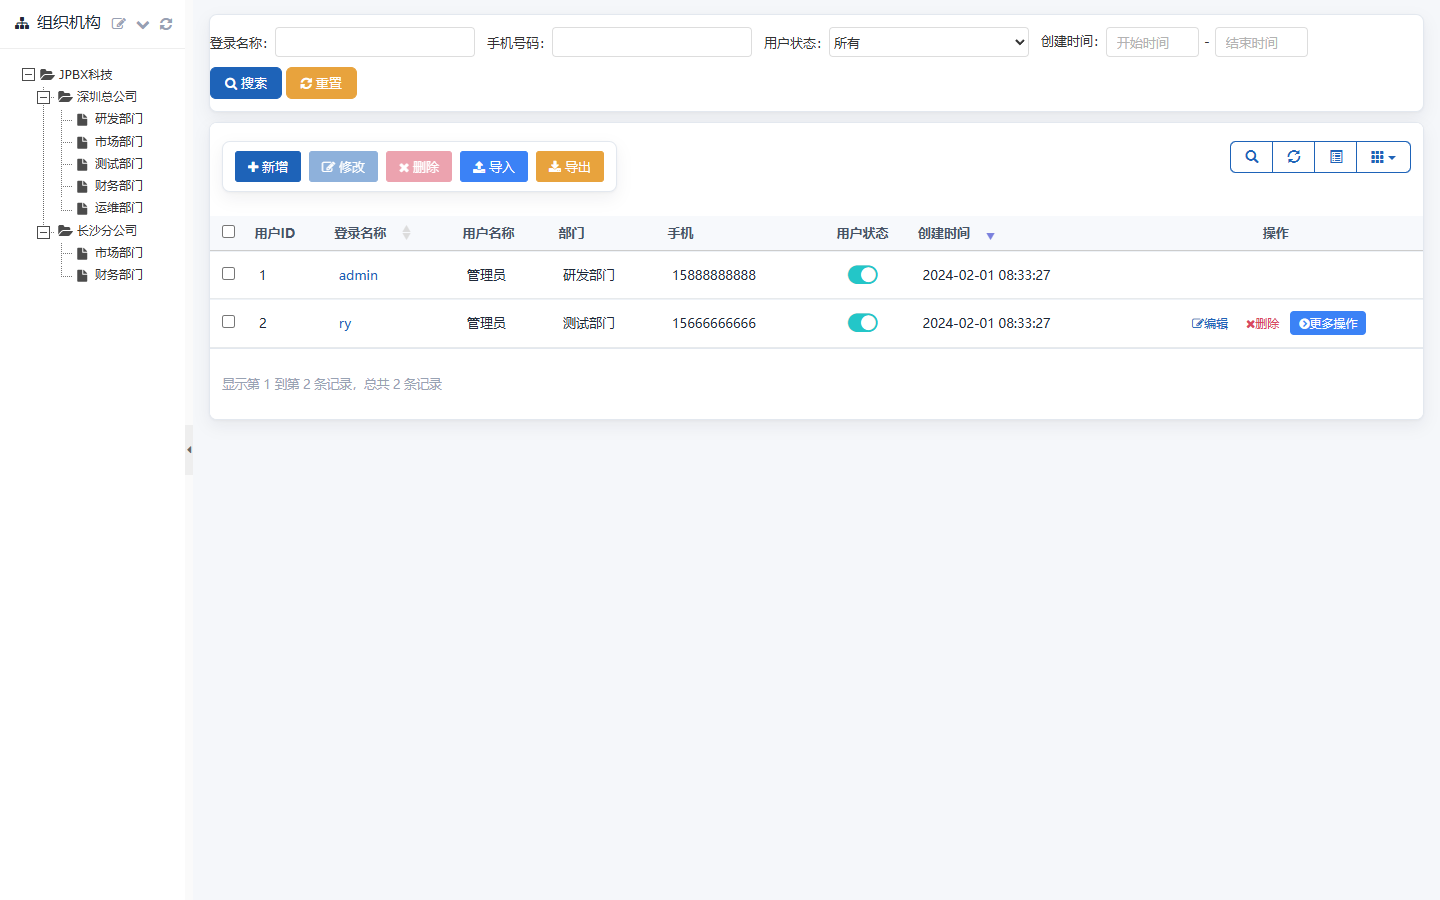 组织机构
JPBX科技
深圳总公司
研发部门
市场部门
测试部门
财务部门
运维部门
长沙分公司
市场部门
财务部门
登录名称： 手机号码： 用户状态： 所有 创建时间： 开始时间 - 结束时间
搜索 重置
新增 修改 删除 导入 导出
用户ID 登录名称 用户名称 部门 手机 用户状态 创建时间 操作
1 admin 管理员 研发部门 15888888888 2024-02-01 08:33:27
2 ry 管理员 测试部门 15666666666 2024-02-01 08:33:27 编辑 删除 更多操作
显示第 1 到第 2 条记录，总共 2 条记录